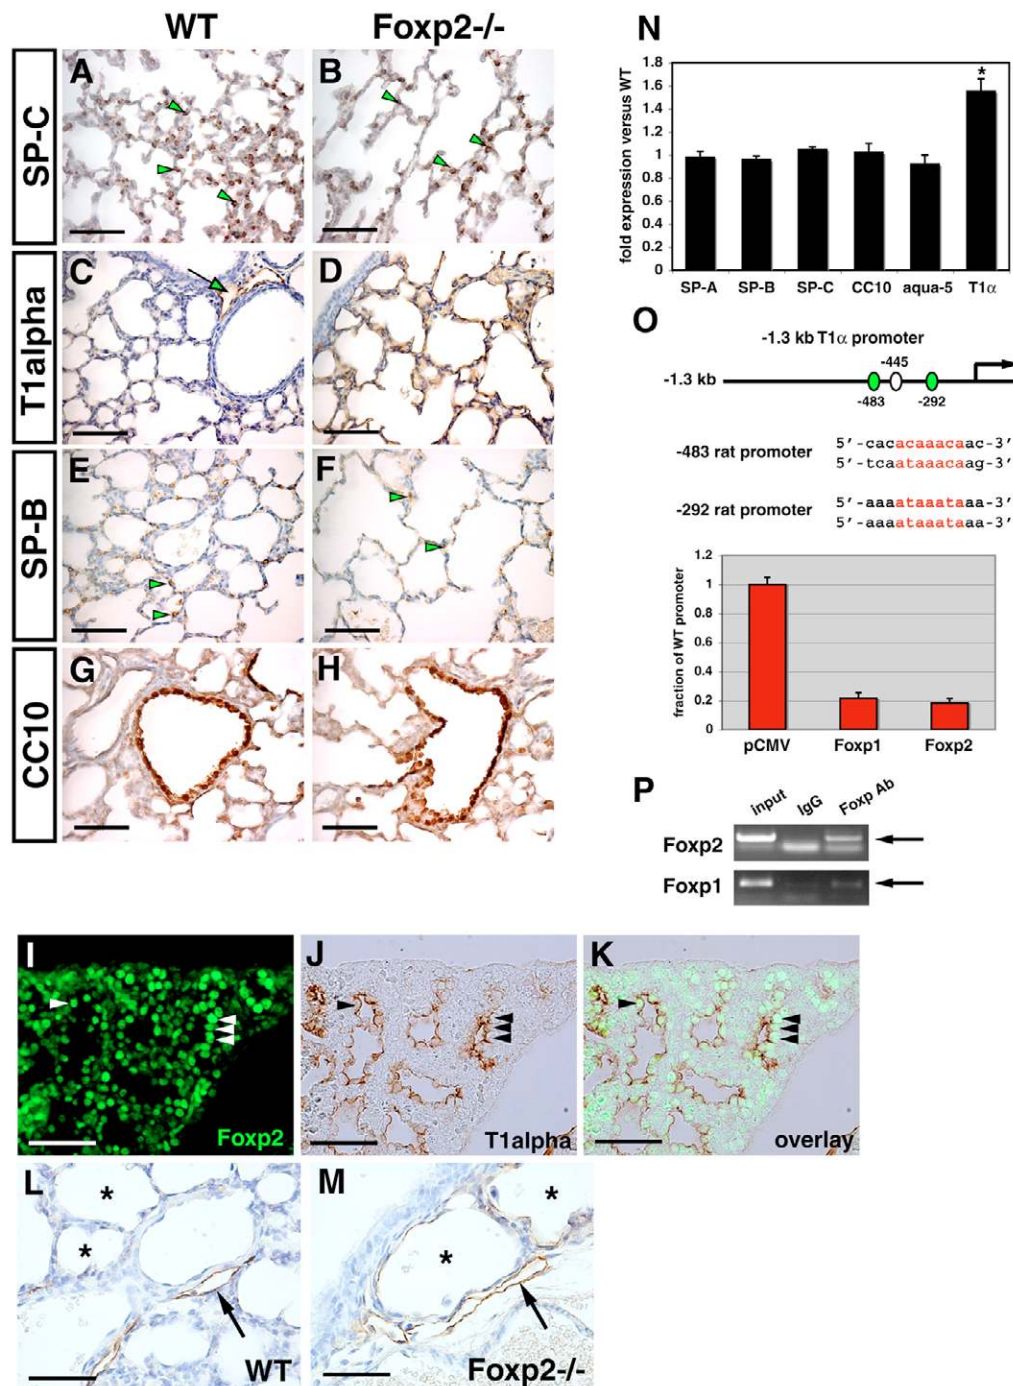 WT
Foxp2-/-
SP-C
A
B
T1alpha
C
D
SP-B
E
F
CC10
G
H
N
fold expression versus WT
1.8
1.6
1.4
1.2
1
0.8
0.6
0.4
0.2
0
*
SP-A SP-B SP-C CC10 aqua-5 T1α
O
-1.3 kb T1α promoter
-445
-1.3 kb
-483
-292
-483 rat promoter
5'-cacacaaacaac-3'
5'-tcaataaacaag-3'
-292 rat promoter
5'-aaaataaataaa-3'
5'-aaaataaataaa-3'
fraction of WT promoter
1.2
1
0.8
0.6
0.4
0.2
0
pCMV Foxp1 Foxp2
P
input IgG Foxp Ab
Foxp2
Foxp1
I
Foxp2
J
T1alpha
K
overlay
L
*
*
WT
M
*
*
Foxp2-/-